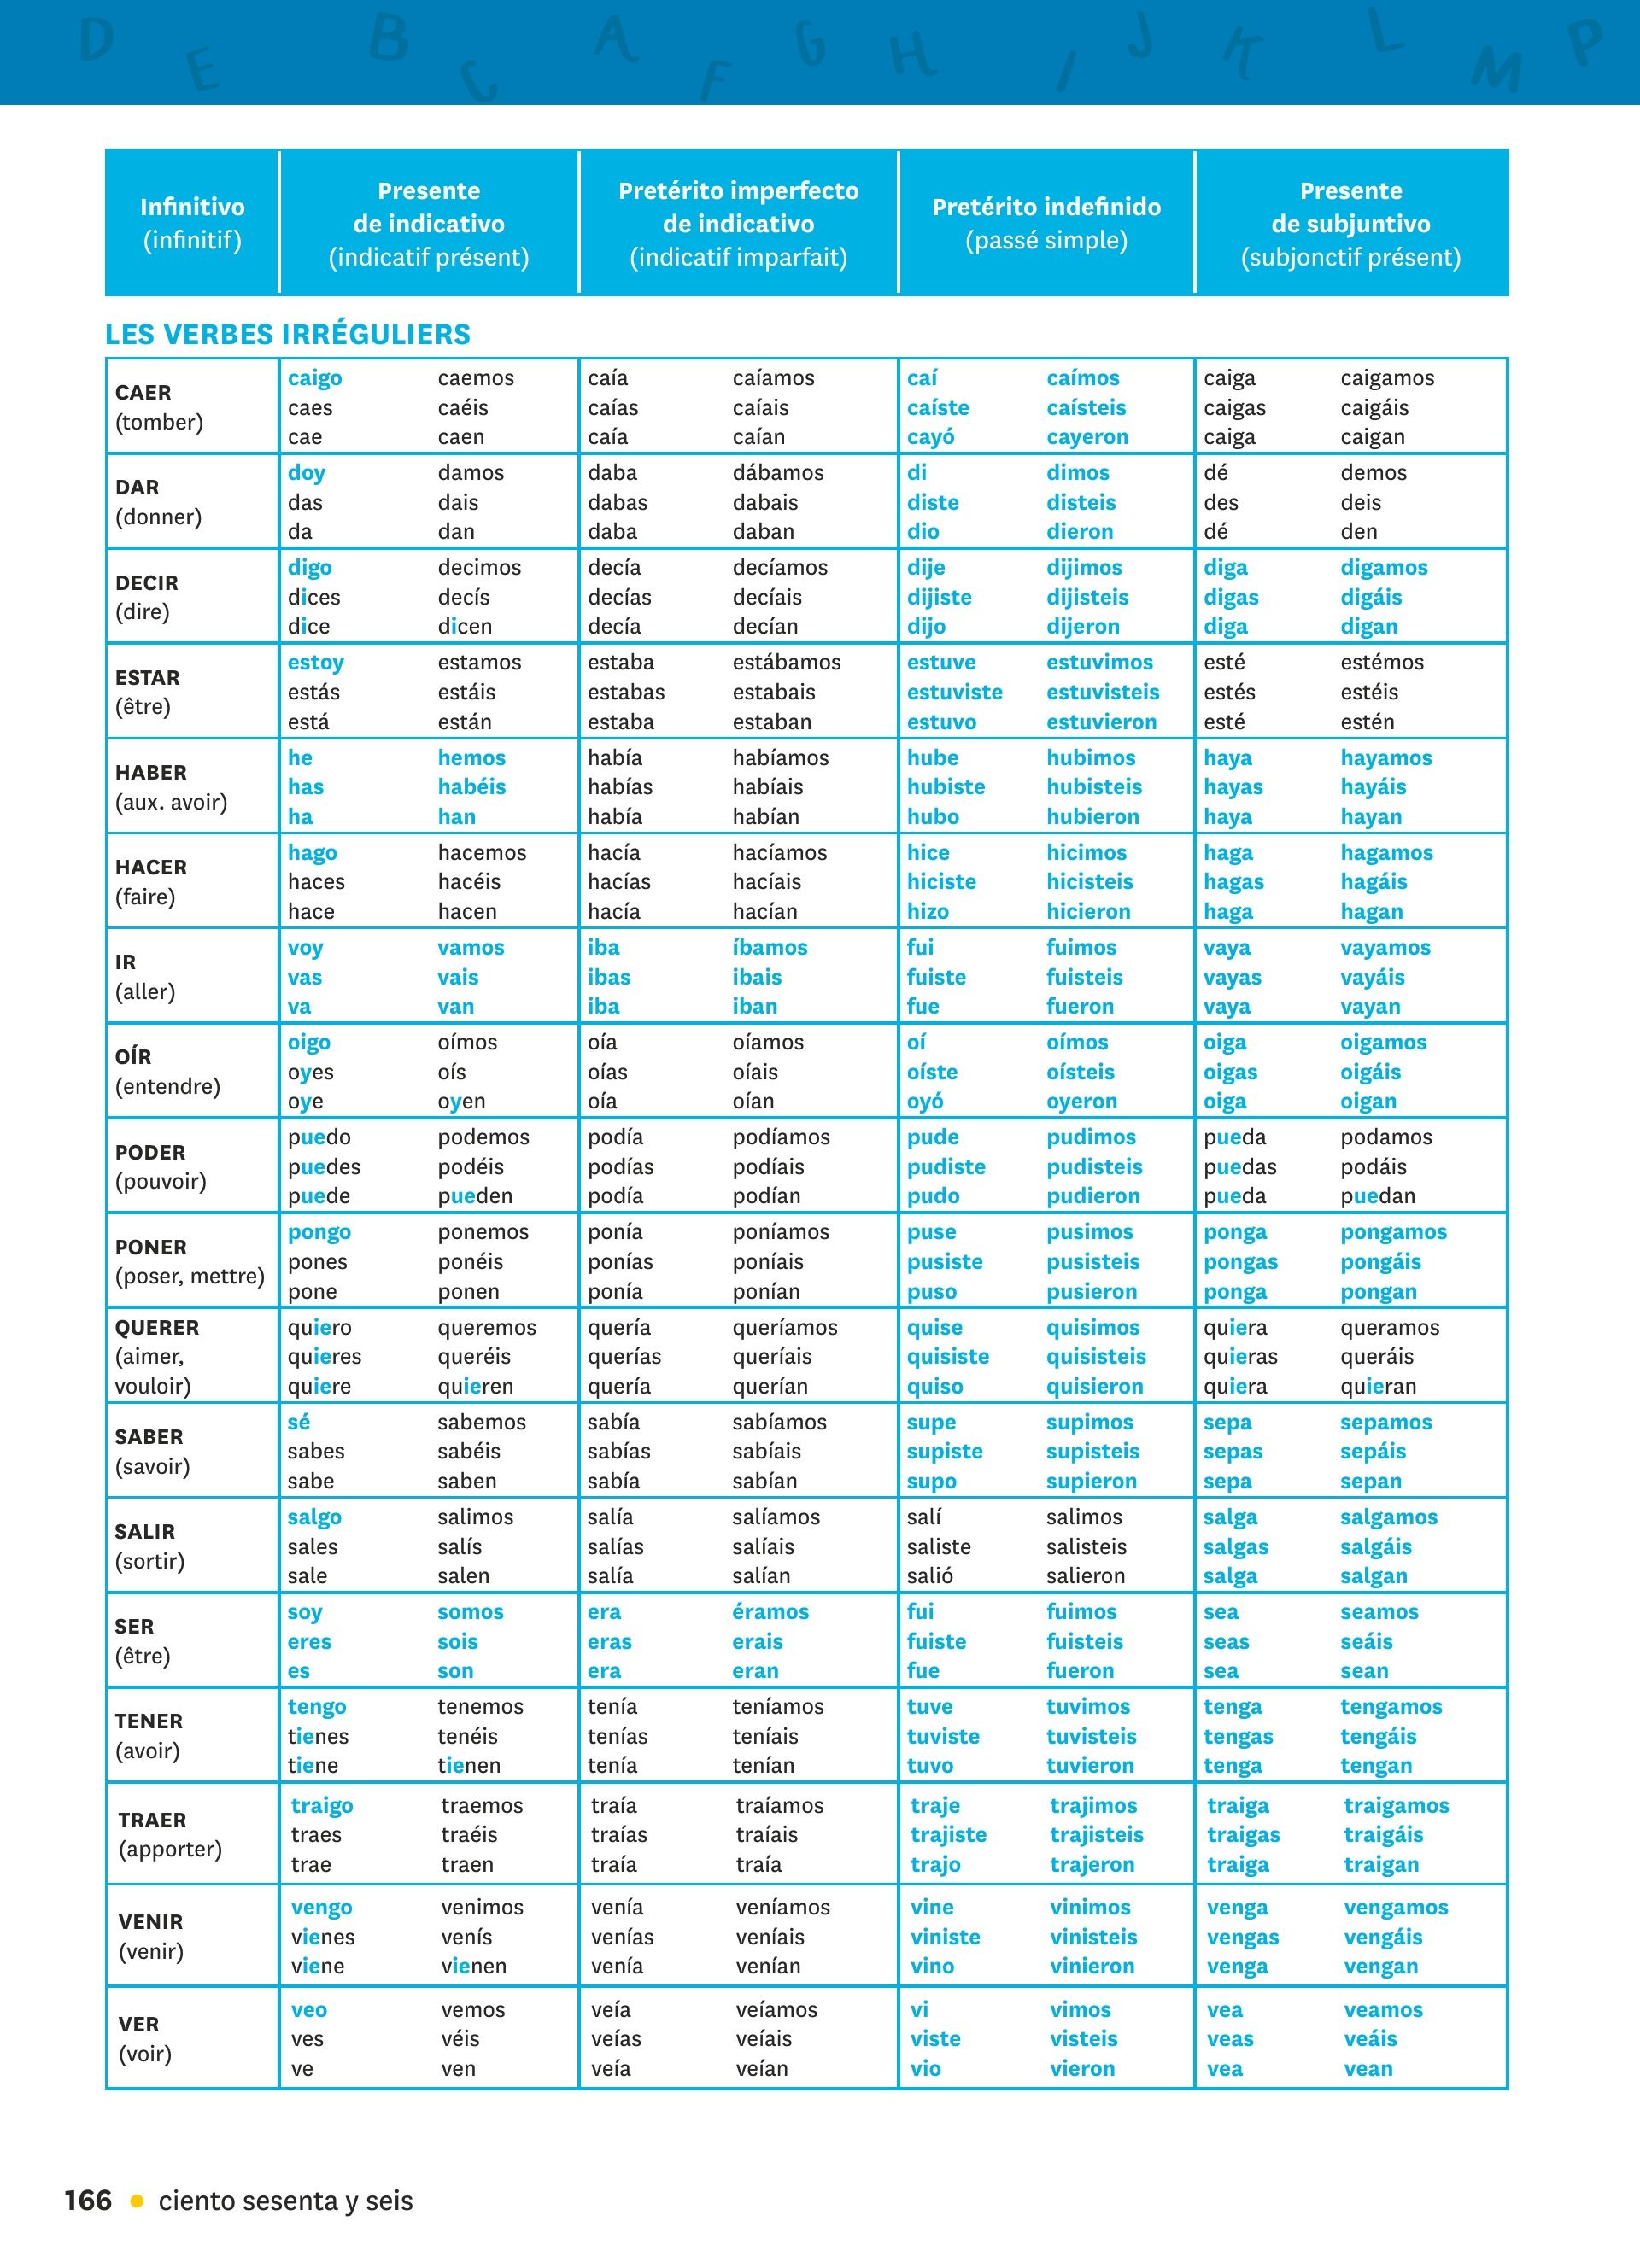 D E B C A F G H I J K L M P
Infinitivo
(infinitif)
Presente
de indicativo
(indicatif présent)
Pretérito imperfecto
de indicativo
(indicatif imparfait)
Pretérito indefinido
(passé simple)
Presente
de subjuntivo
(subjonctif présent)
LES VERBES IRRÉGULIERS
CAER
(tomber)
caigo caemos caía caíamos caí caímos caiga caigamos
caes caéis caías caíais caíste caísteis caigas caigáis
cae caen caía caían cayó cayeron caiga caigan
DAR
(donner)
doy damos daba dábamos di dimos dé demos
das dais dabas dabais diste disteis des deis
da dan daba daban dio dieron dé den
DECIR
(dire)
digo decimos decía decíamos dije dijimos diga digamos
dices decís decías decíais dijiste dijisteis digas digáis
dice dicen decía decían dijo dijeron diga digan
ESTAR
(être)
estoy estamos estaba estábamos estuve estuvimos esté estémos
estás estáis estabas estabais estuviste estuvisteis estés estéis
está están estaba estaban estuvo estuvieron esté estén
HABER
(aux. avoir)
he hemos había habíamos hube hubimos haya hayamos
has habéis habías habíais hubiste hubisteis hayas hayáis
ha han había habían hubo hubieron haya hayan
HACER
(faire)
hago hacemos hacía hacíamos hice hicimos haga hagamos
haces hacéis hacías hacíais hiciste hicisteis hagas hagáis
hace hacen hacía hacían hizo hicieron haga hagan
IR
(aller)
voy vamos iba íbamos fui fuimos vaya vayamos
vas vais ibas ibais fuiste fuisteis vayas vayáis
va van iba iban fue fueron vaya vayan
OÍR
(entendre)
oigo oímos oía oíamos oí oímos oiga oigamos
oyes oís oías oíais oíste oísteis oigas oigáis
oye oyen oía oían oyó oyeron oiga oigan
PODER
(pouvoir)
puedo podemos podía podíamos pude pudimos pueda podamos
puedes podéis podías podíais pudiste pudisteis puedas podáis
puede pueden podía podían pudo pudieron pueda puedan
PONER
(poser, mettre)
pongo ponemos ponía poníamos puse pusimos ponga pongamos
pones ponéis ponías poníais pusiste pusisteis pongas pongáis
pone ponen ponía ponían puso pusieron ponga pongan
QUERER
(aimer,
vouloir)
quiero queremos quería queríamos quise quisimos quiera queramos
quieres queréis querías queríais quisiste quisisteis quieras queráis
quiere quieren quería querían quiso quisieron quiera quieran
SABER
(savoir)
sé sabemos sabía sabíamos supe supimos sepa sepamos
sabes sabéis sabías sabíais supiste supisteis sepas sepáis
sabe saben sabía sabían supo supieron sepa sepan
SALIR
(sortir)
salgo salimos salía salíamos salí salimos salga salgamos
sales salís salías salíais saliste salisteis salgas salgáis
sale salen salía salían salió salieron salga salgan
SER
(être)
soy somos era éramos fui fuimos sea seamos
eres sois eras erais fuiste fuisteis seas seáis
es son era eran fue fueron sea sean
TENER
(avoir)
tengo tenemos tenía teníamos tuve tuvimos tenga tengamos
tienes tenéis tenías teníais tuviste tuvisteis tengas tengáis
tiene tienen tenía tenían tuvo tuvieron tenga tengan
TRAER
(apporter)
traigo traemos traía traíamos traje trajimos traiga traigamos
traes traéis traías traíais trajiste trajisteis traigas traigáis
trae traen traía traía trajo trajeron traiga traigan
VENIR
(venir)
vengo venimos venía veníamos vine vinimos venga vengamos
vienes venís venías veníais viniste vinisteis vengas vengáis
viene vienen venía venían vino vinieron venga vengan
VER
(voir)
veo vemos veía veíamos vi vimos vea veamos
ves véis veías veíais viste visteis veas veáis
ve ven veía veían vio vieron vea vean
166 • ciento sesenta y seis